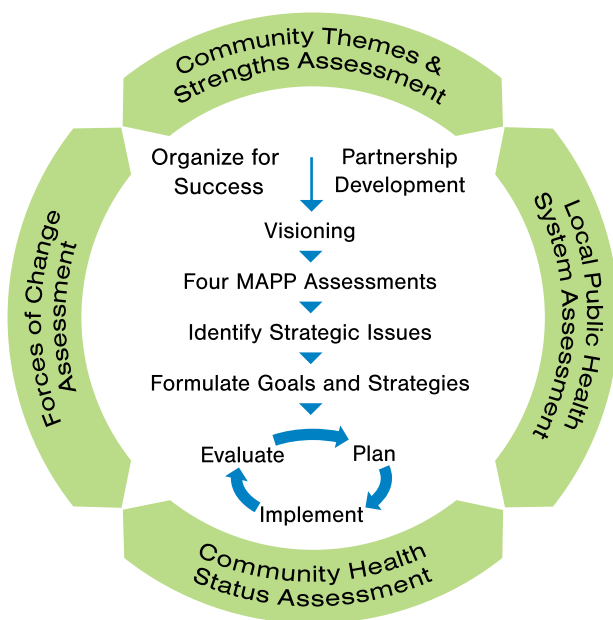 Community Themes &
Strengths Assessment
Organize for
Success
Partnership
Development
Visioning
Four MAPP Assessments
Identify Strategic Issues
Formulate Goals and Strategies
Evaluate
Plan
Implement
Forces of Change
Assessment
Local Public Health
System Assessment
Community Health
Status Assessment